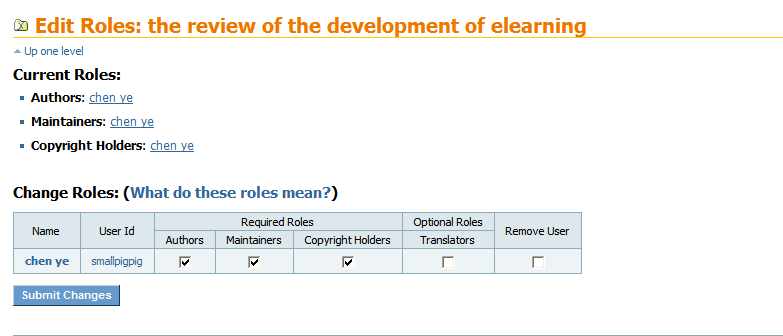 Edit Roles: the review of the development of elearning
Up one level
Current Roles:
Authors: chen ye
Maintainers: chen ye
Copyright Holders: chen ye
Change Roles: (What do these roles mean?)
Name User Id Required Roles Optional Roles Remove User
Authors Maintainers Copyright Holders Translators
chen ye smallpigpig
Submit Changes